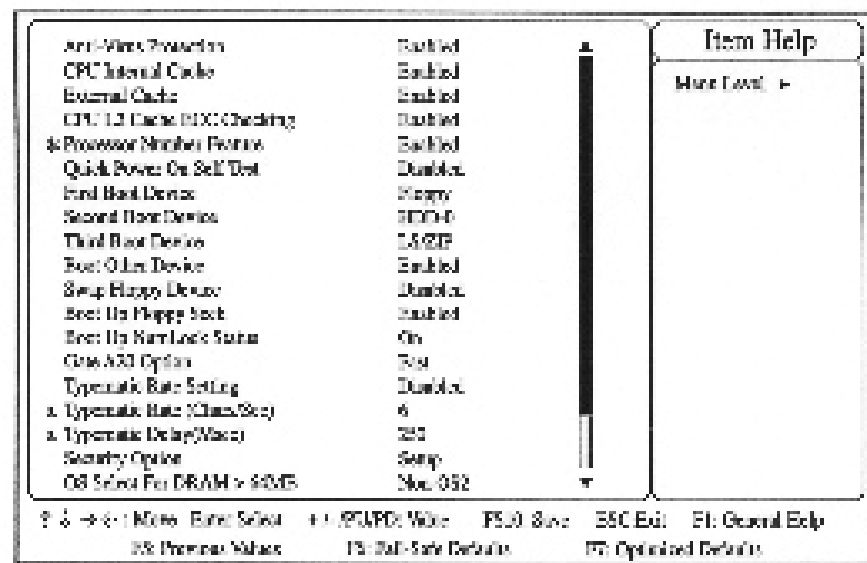 Anti-Virus Protection Enabled
CPU Internal Cache Enabled
External Cache Enabled
CPU L2 Cache ECC Checking Enabled
Processor Number Feature Enabled
Quick Power On Self Test Disabled
First Boot Device Floppy
Second Boot Device HDD-0
Third Boot Device LS/ZIP
Boot Other Device Enabled
Swap Floppy Device Disabled
Boot Up Floppy Seek Enabled
Boot Up NumLock Status On
Gate A20 Option Fast
Typematic Rate Setting Disabled
x Typematic Rate (Chars/Sec) 6
x Typematic Delay(Msec) 250
Security Option Setup
OS Select For DRAM > 64MB Non-OS2
Item Help
Menu Level
Move Enter Select +/-/PU/PD: Value F10: Save ESC: Exit F1: General Help
F5: Previous Values Fail-Safe Defaults F7: Optimized Defaults